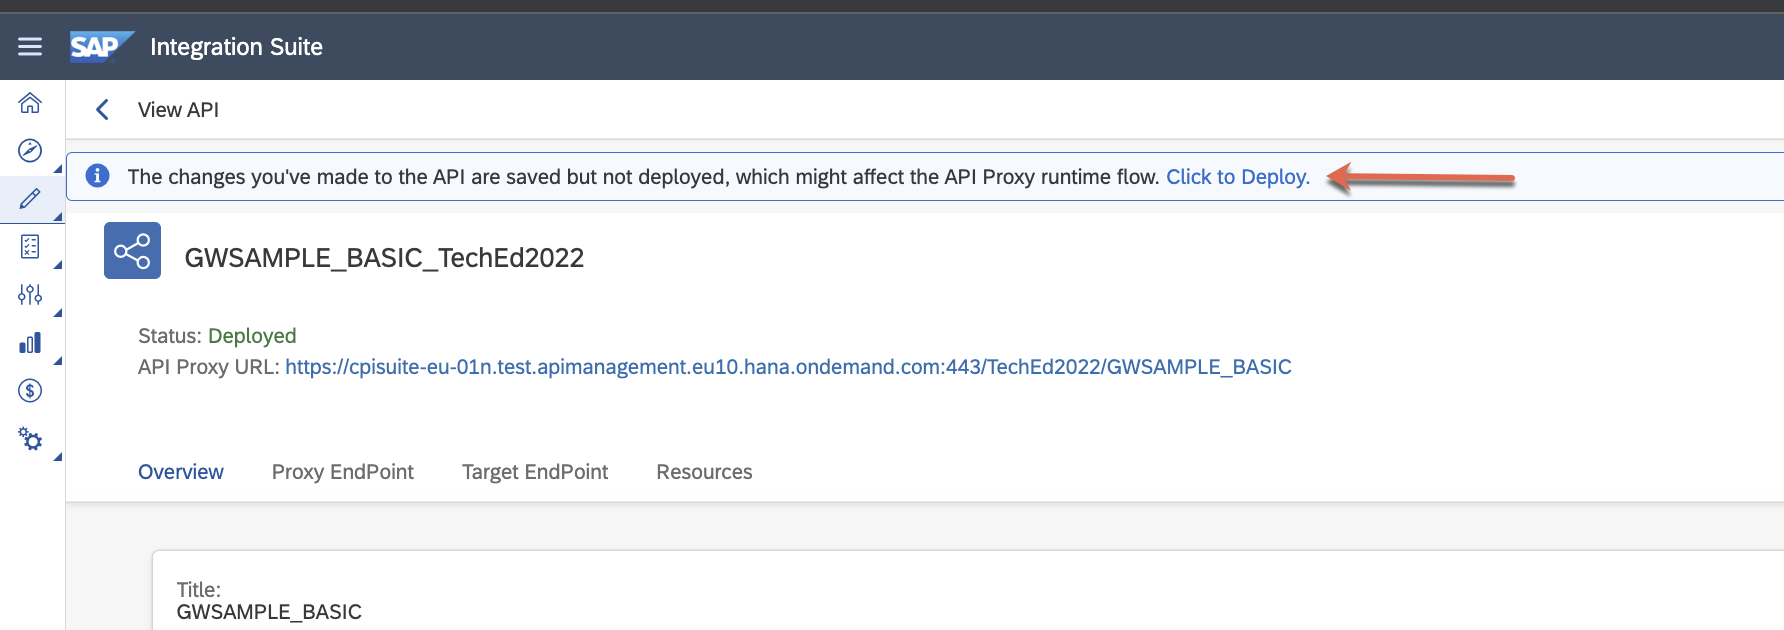 SAP Integration Suite
View API
The changes you've made to the API are saved but not deployed, which might affect the API Proxy runtime flow. Click to Deploy.
GWSAMPLE_BASIC_TechEd2022
Status: Deployed
API Proxy URL: https://cpisuite-eu-01n.test.apimanagement.eu10.hana.ondemand.com:443/TechEd2022/GWSAMPLE_BASIC
Overview Proxy EndPoint Target EndPoint Resources
Title:
GWSAMPLE_BASIC